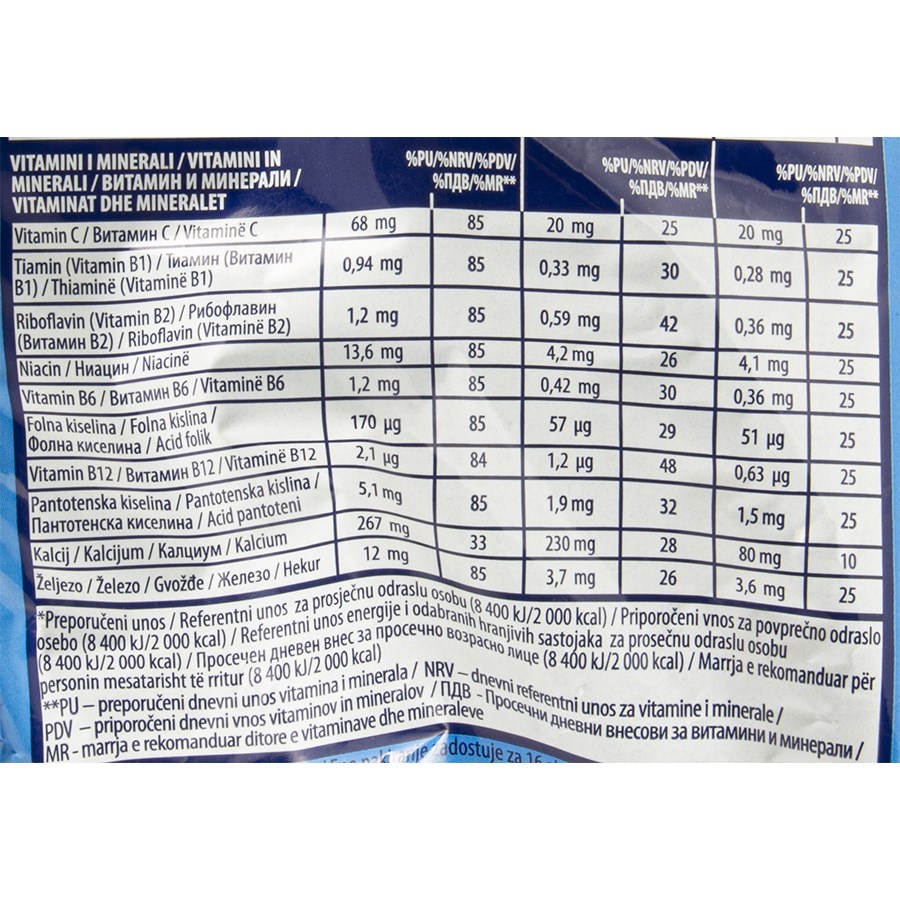 VITAMINI I MINERALI / VITAMINI IN
MINERALI / ВИТАМИН И МИНЕРАЛИ /
VITAMINAT DHE MINERALET
%PU/%NRV/%PDV/
%ПДВ/%MR**
%PU/%NRV/%PDV/
%ПДВ/%MR**
%PU/%NRV/%PDV/
%ПДВ/%MR**
Vitamin C / Витамин C / Vitaminë C 68 mg 85 20 mg 25 20 mg 25
Tiamin (Vitamin B1) / Тиамин (Витамин
B1) / Thiaminë (Vitaminë B1) 0,94 mg 85 0,33 mg 30 0,28 mg 25
Riboflavin (Vitamin B2) / Рибофлавин
(Витамин B2) / Riboflavin (Vitaminë B2) 1,2 mg 85 0,59 mg 42 0,36 mg 25
Niacin / Ниацин / Niacinë 13,6 mg 85 4,2 mg 26 4,1 mg 25
Vitamin B6 / Витамин B6 / Vitaminë B6 1,2 mg 85 0,42 mg 30 0,36 mg 25
Folna kiselina / Folna kislina /
Фолна киселина / Acid folik 170 µg 85 57 µg 29 51 µg 25
Vitamin B12 / Витамин B12 / Vitaminë B12 2,1 µg 84 1,2 µg 48 0,63 µg 25
Pantotenska kiselina / Pantotenska kislina /
Пантотенска киселина / Acid pantoteni 5,1 mg 85 1,9 mg 32 1,5 mg 25
Kalcij / Kalcijum / Калциум / Kalcium 267 mg 33 230 mg 28 80 mg 10
Željezo / Železo / Gvožđe / Железо / Hekur 12 mg 85 3,7 mg 26 3,6 mg 25
*Preporučeni unos / Referentni unos za prosječnu odraslu osobu (8 400 kJ/2 000 kcal) / Priporočeni vnos za povprečno odraslo
osebo (8 400 kJ/2 000 kcal) / Referentni unos energije i odabranih hranjivih sastojaka za prosečnu odraslu osobu
(8 400 kJ/2 000 kcal) / Просечен дневен внес за просечно возрасно лице (8 400 kJ/2 000 kcal) / Marrja e rekomanduar për
personin mesatarisht të rritur (8 400 kJ/2 000 kcal)
**PU – preporučeni dnevni unos vitamina i minerala / NRV – dnevni referentni unos za vitamine i minerale /
PDV – priporočeni dnevni vnos vitaminov in mineralov / ПДВ - Просечни дневни внесови за витамини и минерали /
MR - marrja e rekomanduar ditore e vitaminave dhe mineraleve
za 16